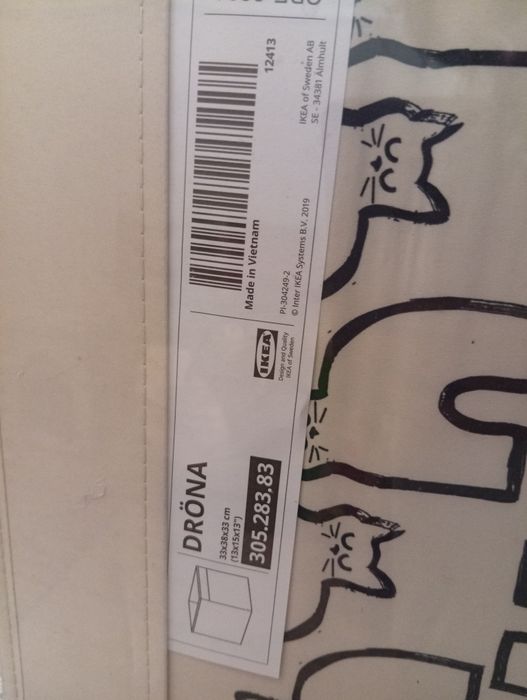 DRÖNA
33x38x33 cm
(13x15x13")
305.283.83
IKEA
Design and Quality
IKEA of Sweden
Made in Vietnam
PI-304249-2
© Inter IKEA Systems B.V. 2019
12413
IKEA of Sweden AB
SE - 34381 Älmhult